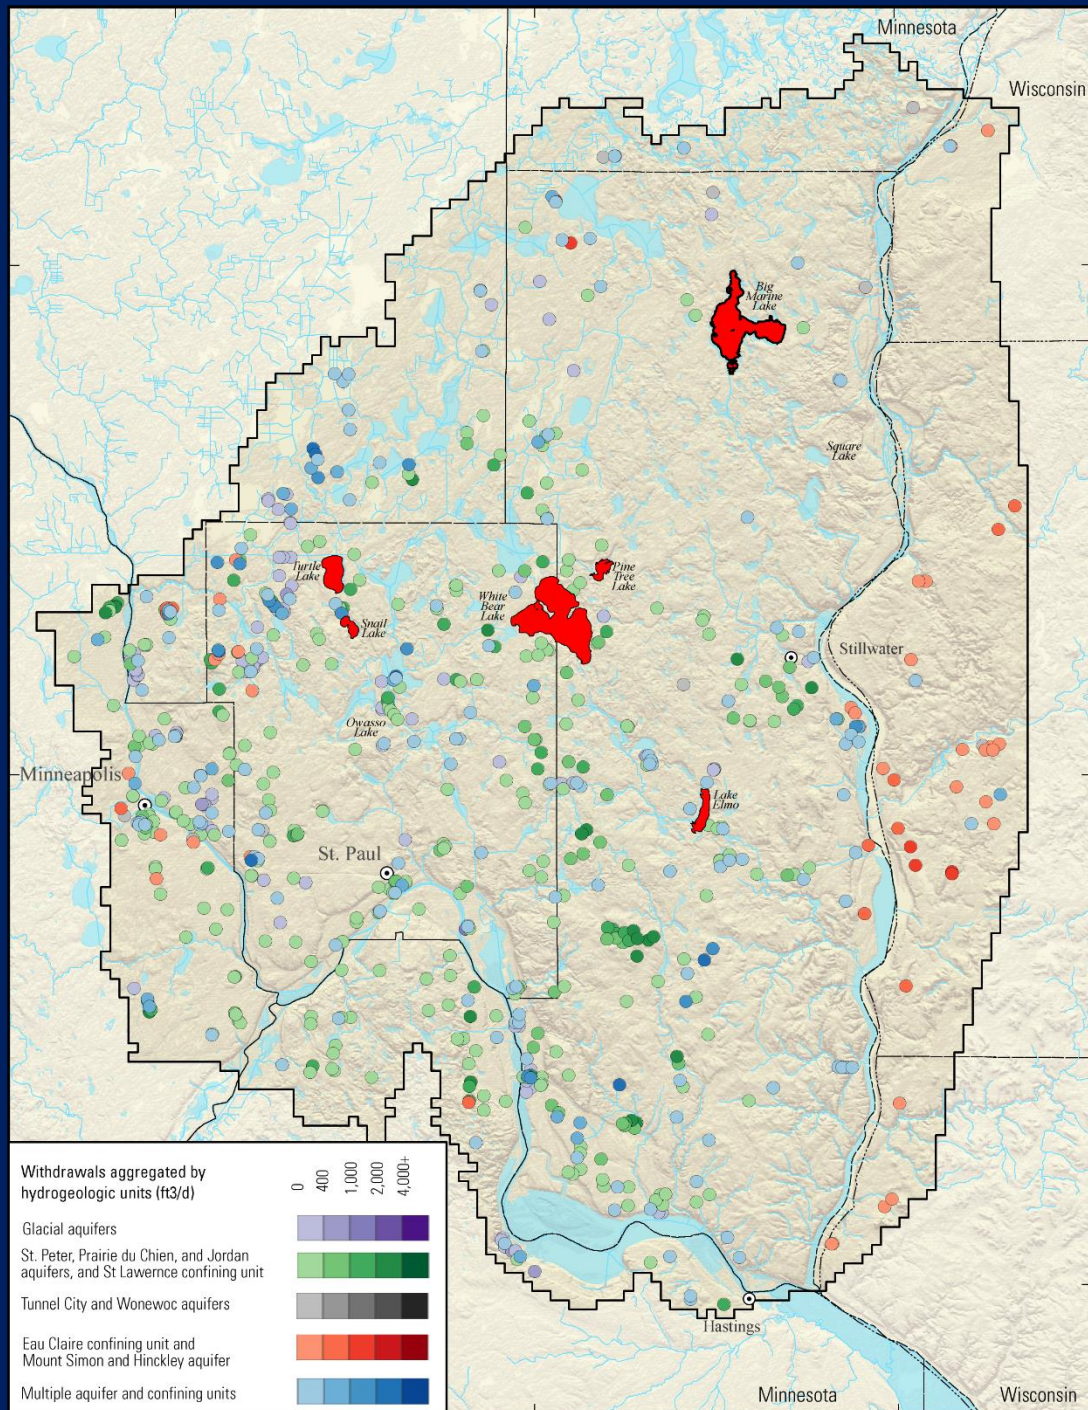 Minnesota
Wisconsin
Big
Marine
Lake
Square
Lake
Turtle
Lake
Pine
Tree
Lake
White
Bear
Lake
Snail
Lake
Stillwater
Owasso
Lake
Minneapolis
Lake
Elmo
St. Paul
Hastings
Minnesota
Wisconsin
Withdrawals aggregated by
hydrogeologic units (ft3/d)
0
400
1,000
2,000
4,000+
Glacial aquifers
St. Peter, Prairie du Chien, and Jordan
aquifers, and St Lawernce confining unit
Tunnel City and Wonewoc aquifers
Eau Claire confining unit and
Mount Simon and Hinckley aquifer
Multiple aquifer and confining units